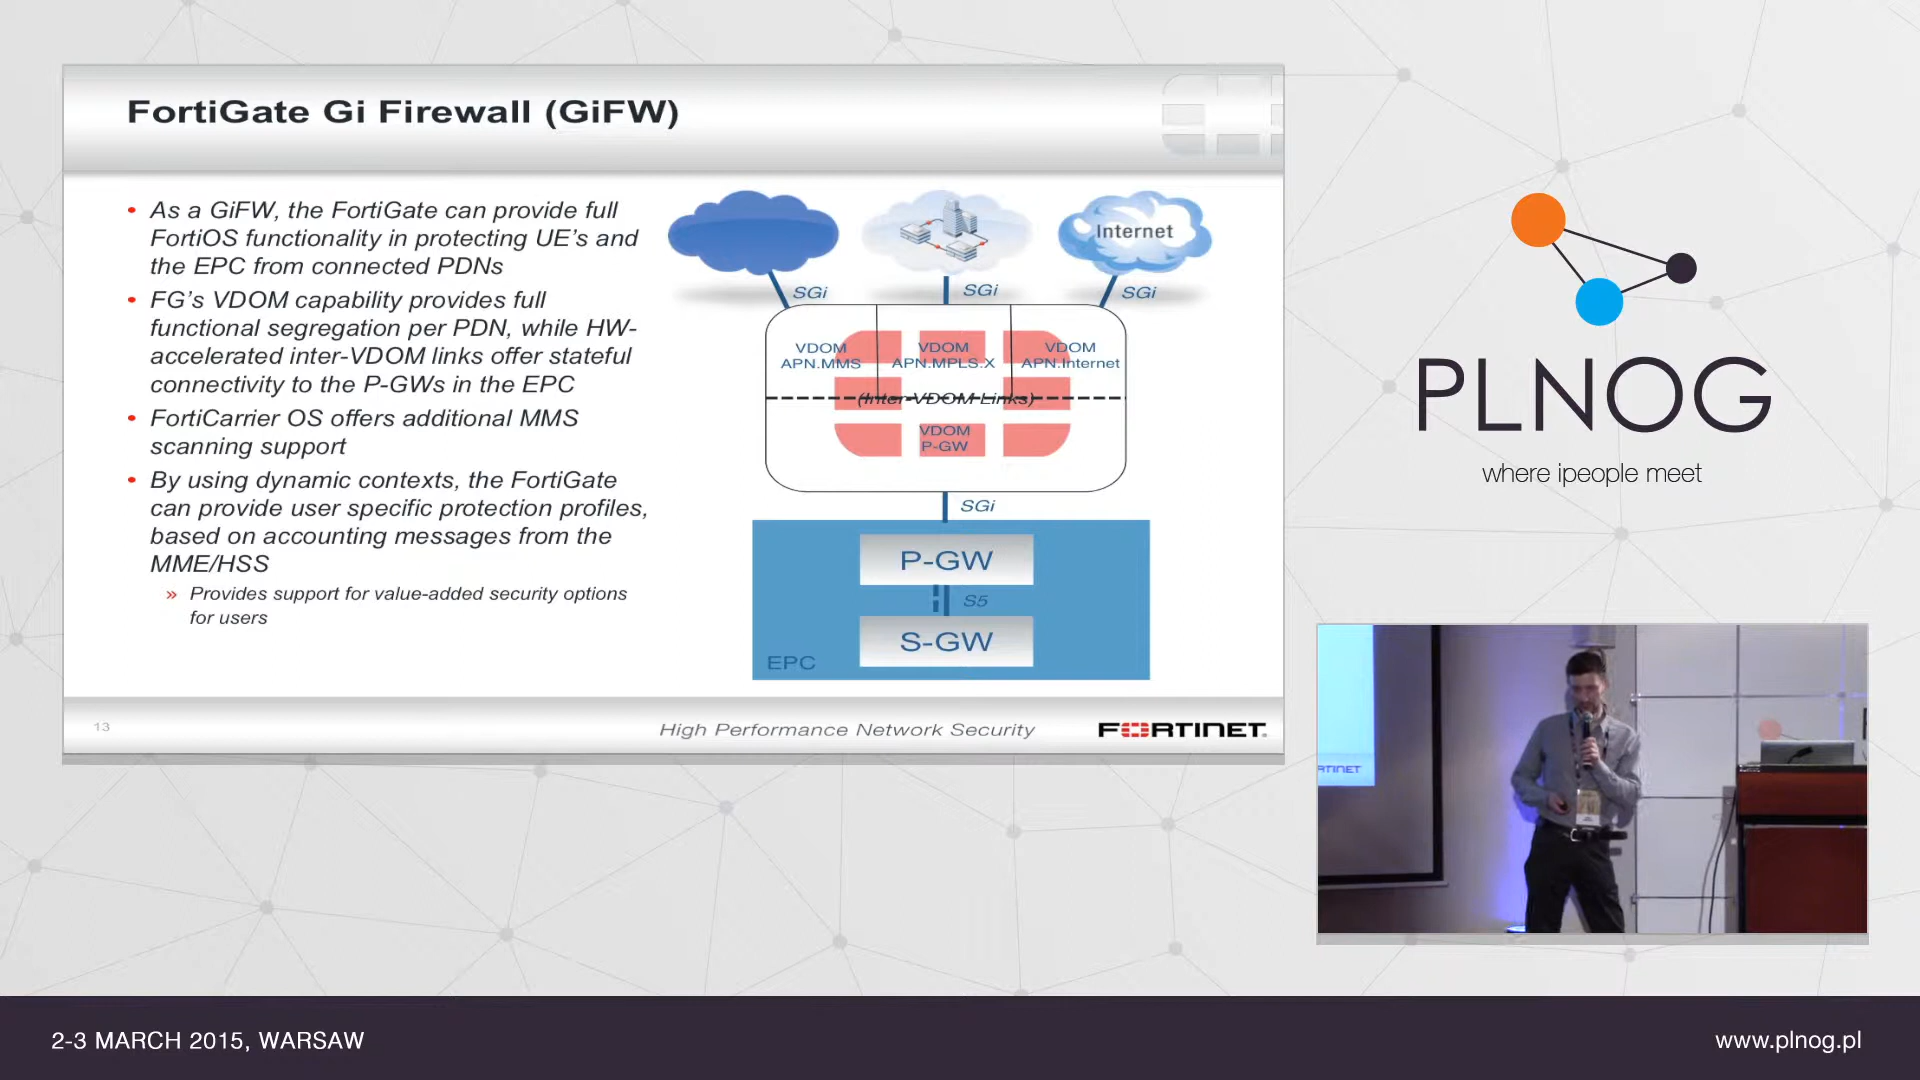 FortiGate Gi Firewall (GiFW)
• As a GiFW, the FortiGate can provide full
FortiOS functionality in protecting UE's and
the EPC from connected PDNs
• FG's VDOM capability provides full
functional segregation per PDN, while HW-
accelerated inter-VDOM links offer stateful
connectivity to the P-GWs in the EPC
• FortiCarrier OS offers additional MMS
scanning support
• By using dynamic contexts, the FortiGate
can provide user specific protection profiles,
based on accounting messages from the
MME/HSS
» Provides support for value-added security options
for users
Internet
SGi
SGi
SGi
VDOM
APN.MMS
VDOM
APN.MPLS.X
VDOM
APN.Internet
(Inter-VDOM Links)
VDOM
P-GW
SGi
P-GW
S5
S-GW
EPC
13
High Performance Network Security
FORTINET
PLNOG
where ipeople meet
RTINET
2-3 MARCH 2015, WARSAW
www.plnog.pl